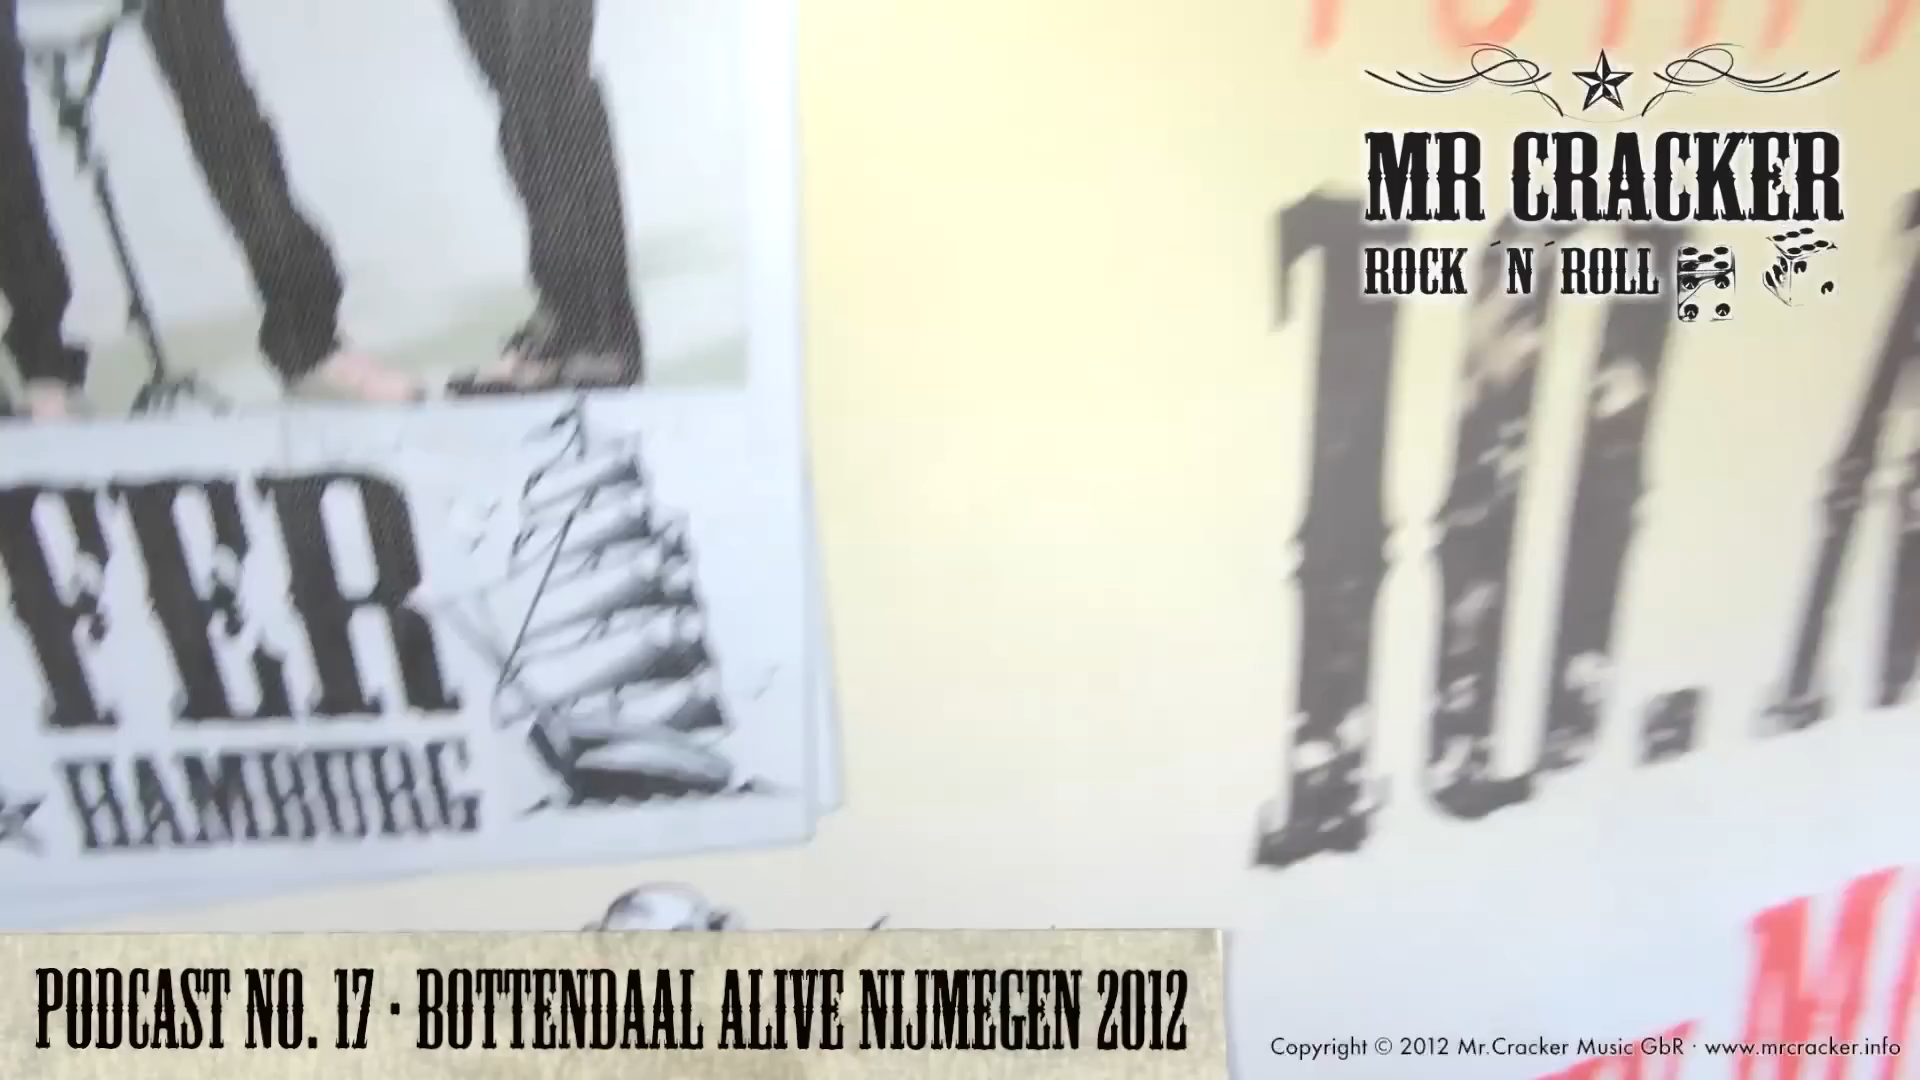 MR CRACKER
ROCK ´N´ ROLL
FER
HAMBURG
10. A
PODCAST NO. 17 · BOTTENDAAL ALIVE NIJMEGEN 2012
Copyright © 2012 Mr.Cracker Music GbR · www.mrcracker.info